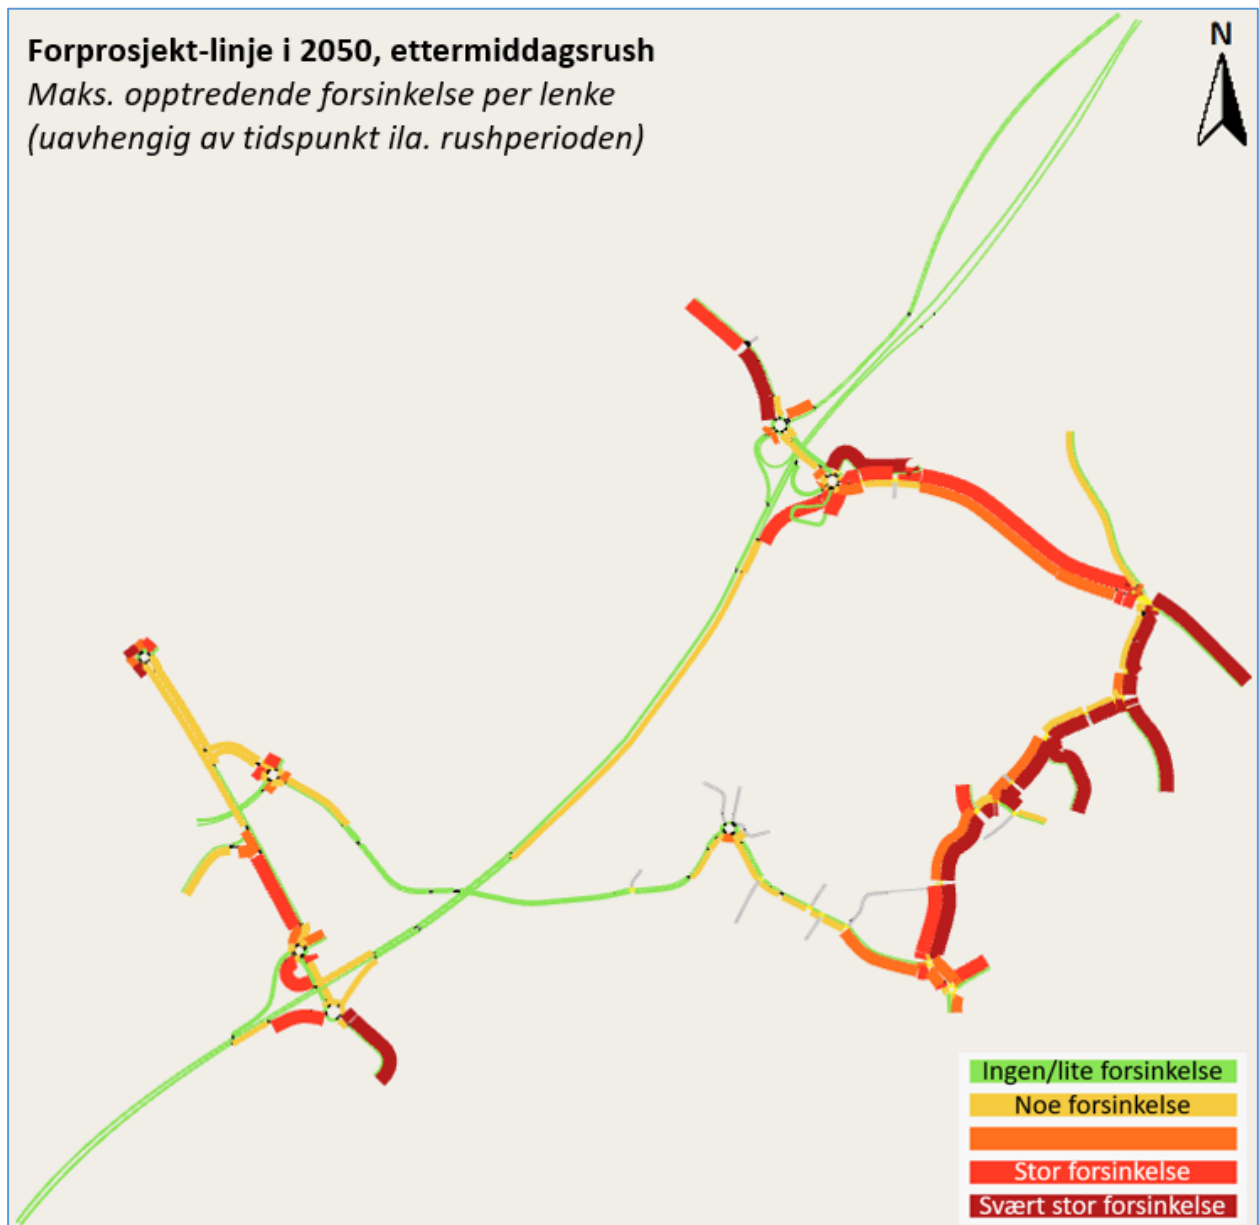 Forprosjekt-linje i 2050, ettermiddagsrush
Maks. opptredende forsinkelse per lenke
(uavhengig av tidspunkt ila. rushperioden)
N
Ingen/lite forsinkelse
Noe forsinkelse
Stor forsinkelse
Svært stor forsinkelse